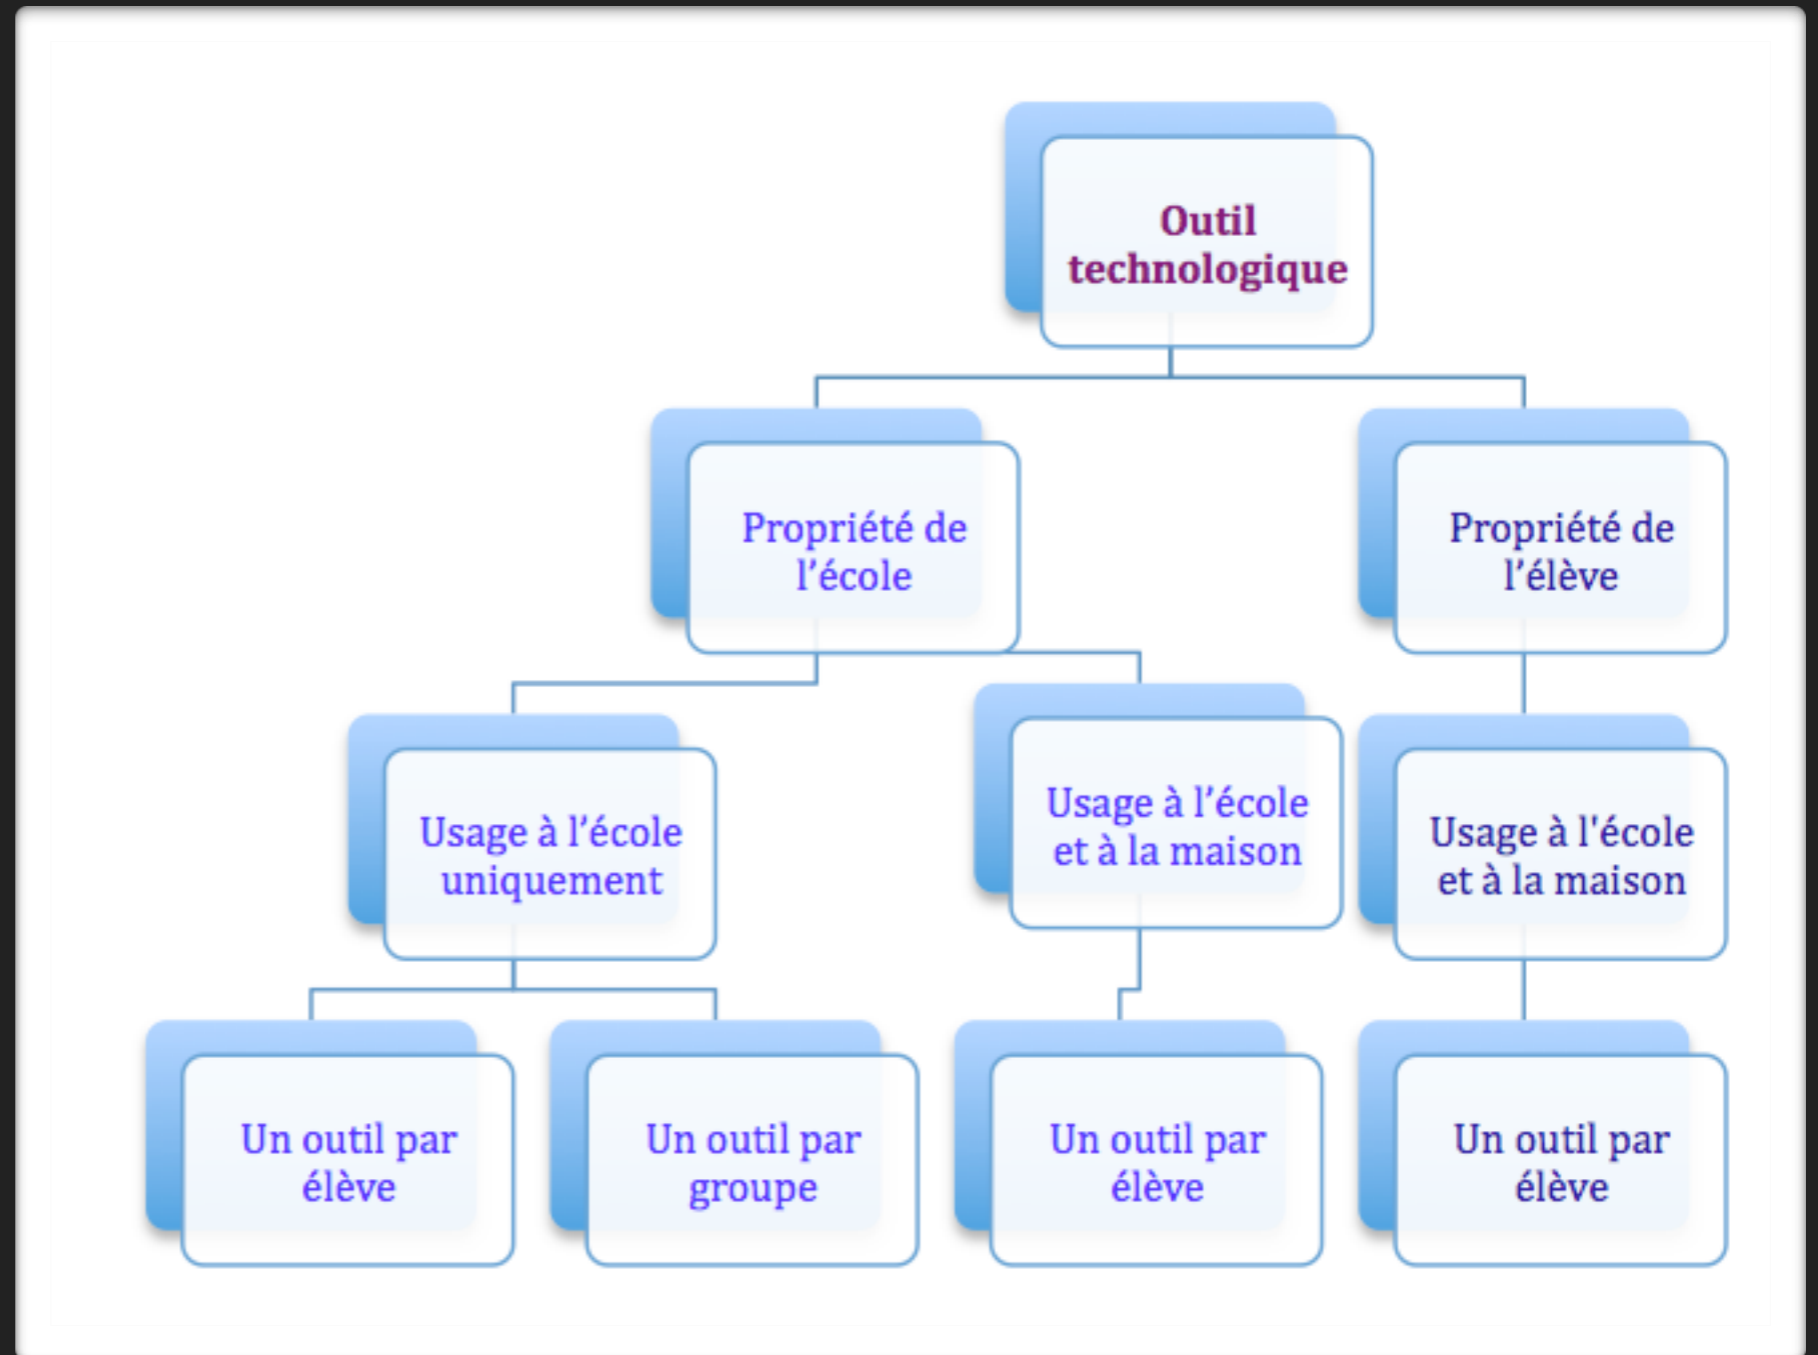 Outil
technologique
Propriété de
l’école
Propriété de
l’élève
Usage à l’école
uniquement
Usage à l’école
et à la maison
Usage à l'école
et à la maison
Un outil par
élève
Un outil par
groupe
Un outil par
élève
Un outil par
élève